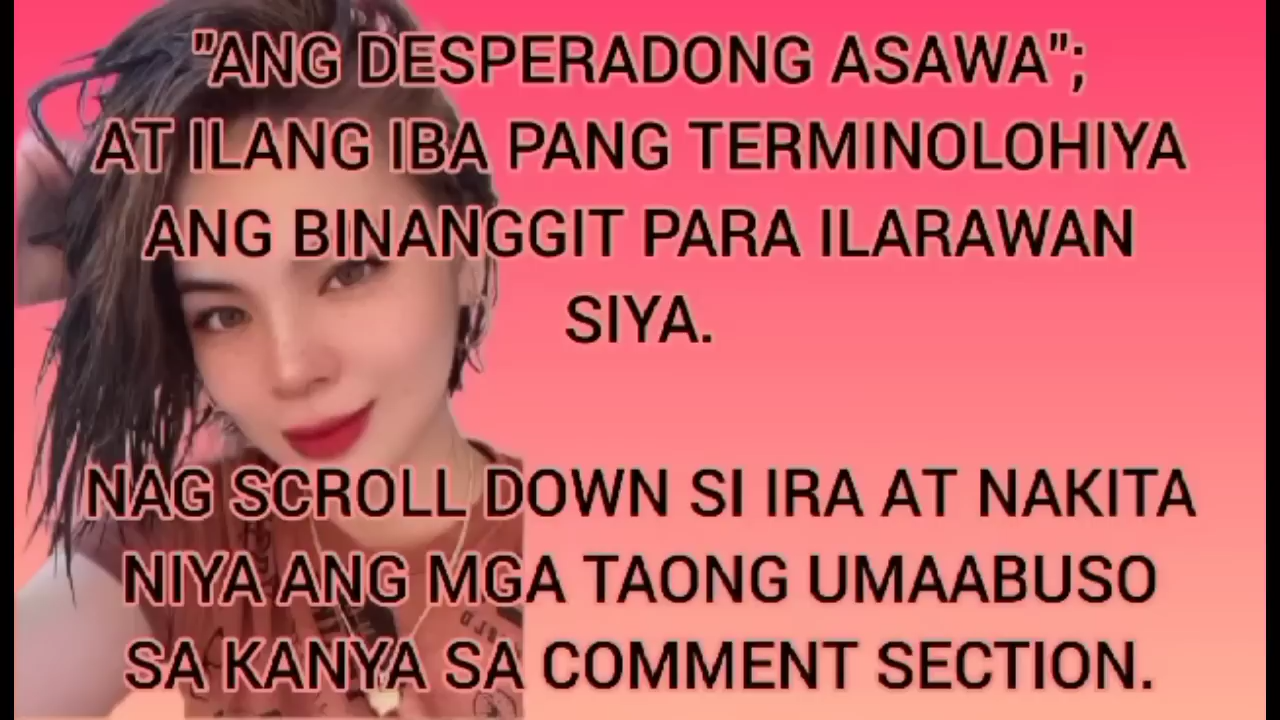 "ANG DESPERADONG ASAWA";
AT ILANG IBA PANG TERMINOLOHIYA
ANG BINANGGIT PARA ILARAWAN
SIYA.
NAG SCROLL DOWN SI IRA AT NAKITA
NIYA ANG MGA TAONG UMAABUSO
SA KANYA SA COMMENT SECTION.